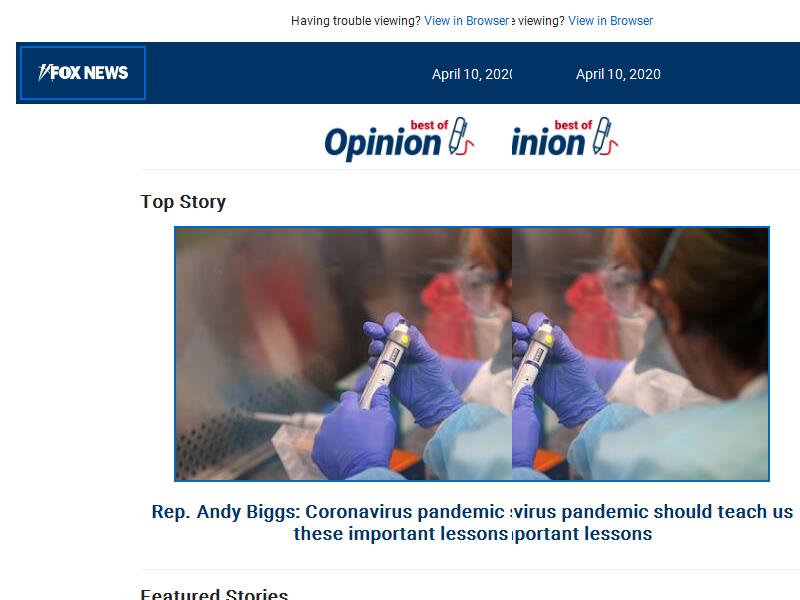 Having trouble viewing? View in Browser e viewing? View in Browser
FOX NEWS
April 10, 2020 April 10, 2020
best of best of
Opinion inion
Top Story
Rep. Andy Biggs: Coronavirus pandemic virus pandemic should teach us
these important lessons portant lessons
Featured Stories